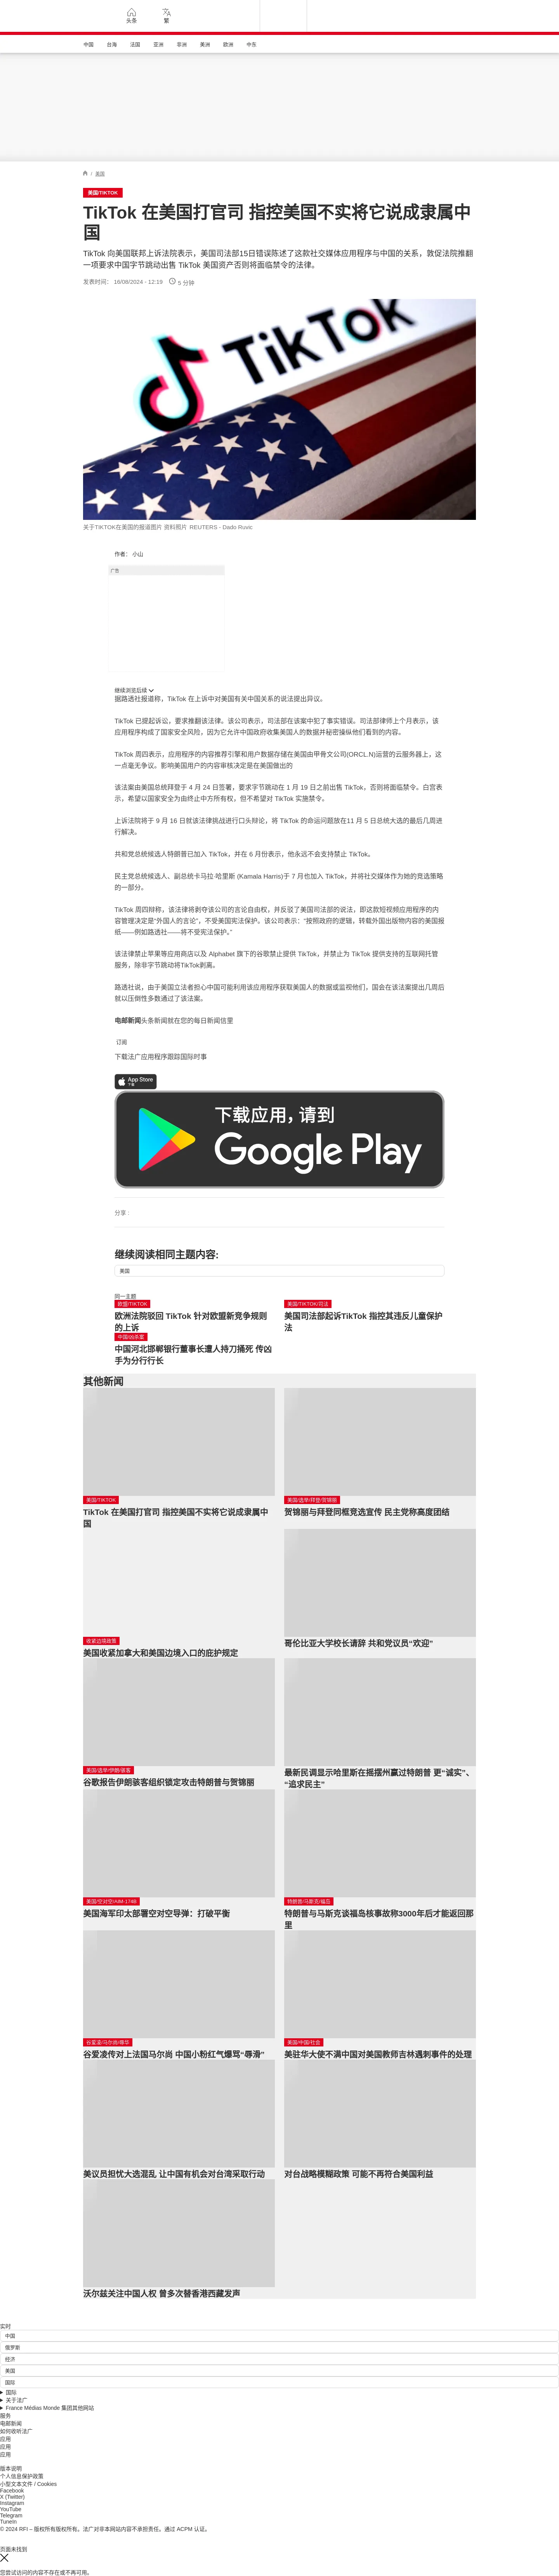 头条
繁
中国 台海 法国 亚洲 非洲 美洲 欧洲 中东
/ 美国
美国/TIKTOK
TikTok 在美国打官司 指控美国不实将它说成隶属中
国
TikTok 向美国联邦上诉法院表示，美国司法部15日错误陈述了这款社交媒体应用程序与中国的关系，敦促法院推翻
一项要求中国字节跳动出售 TikTok 美国资产否则将面临禁令的法律。
发表时间： 16/08/2024 - 12:19 5 分钟
关于TIKTOK在美国的报道图片 资料照片 REUTERS - Dado Ruvic
作者： 小山
广告
继续浏览后续
据路透社报道称，TikTok 在上诉中对美国有关中国关系的说法提出异议。
TikTok 已提起诉讼，要求推翻该法律。该公司表示，司法部在该案中犯了事实错误。司法部律师上个月表示，该
应用程序构成了国家安全风险，因为它允许中国政府收集美国人的数据并秘密操纵他们看到的内容。
TikTok 周四表示，应用程序的内容推荐引擎和用户数据存储在美国由甲骨文公司(ORCL.N)运营的云服务器上，这
一点毫无争议。影响美国用户的内容审核决定是在美国做出的
该法案由美国总统拜登于 4 月 24 日签署，要求字节跳动在 1 月 19 日之前出售 TikTok，否则将面临禁令。白宫表
示，希望以国家安全为由终止中方所有权，但不希望对 TikTok 实施禁令。
上诉法院将于 9 月 16 日就该法律挑战进行口头辩论，将 TikTok 的命运问题放在11 月 5 日总统大选的最后几周进
行解决。
共和党总统候选人特朗普已加入 TikTok，并在 6 月份表示，他永远不会支持禁止 TikTok。
民主党总统候选人、副总统卡马拉·哈里斯 (Kamala Harris)于 7 月也加入 TikTok，并将社交媒体作为她的竞选策略
的一部分。
TikTok 周四辩称，该法律将剥夺该公司的言论自由权，并反驳了美国司法部的说法，即这款短视频应用程序的内
容管理决定是“外国人的言论”，不受美国宪法保护。该公司表示：“按照政府的逻辑，转载外国出版物内容的美国报
纸——例如路透社——将不受宪法保护。”
该法律禁止苹果等应用商店以及 Alphabet 旗下的谷歌禁止提供 TikTok，并禁止为 TikTok 提供支持的互联网托管
服务，除非字节跳动将TikTok剥离。
路透社说，由于美国立法者担心中国可能利用该应用程序获取美国人的数据或监视他们，国会在该法案提出几周后
就以压倒性多数通过了该法案。
电邮新闻头条新闻就在您的每日新闻信里
订阅
下载法广应用程序跟踪国际时事
App Store
下载
下载应用，请到
Google Play
分享 :
继续阅读相同主题内容:
美国
同一主题
欧盟/TIKTOK
欧洲法院驳回 TikTok 针对欧盟新竞争规则
的上诉
美国/TIKTOK/司法
美国司法部起诉TikTok 指控其违反儿童保护
法
中国/凶杀案
中国河北邯郸银行董事长遭人持刀捅死 传凶
手为分行行长
其他新闻
美国/TIKTOK
TikTok 在美国打官司 指控美国不实将它说成隶属中
国
美国/选举/拜登/贺锦丽
贺锦丽与拜登同框竞选宣传 民主党称高度团结
收紧边境政策
美国收紧加拿大和美国边境入口的庇护规定
哥伦比亚大学校长请辞 共和党议员“欢迎”
美国/选举/伊朗/骇客
谷歌报告伊朗骇客组织锁定攻击特朗普与贺锦丽
最新民调显示哈里斯在摇摆州赢过特朗普 更“诚实”、
“追求民主”
美国/空对空/AIM-174B
美国海军印太部署空对空导弹：打破平衡
特朗普/马斯克/福岛
特朗普与马斯克谈福岛核事故称3000年后才能返回那
里
谷爱凌/马尔尚/辱华
谷爱凌传对上法国马尔尚 中国小粉红气爆骂“辱滑”
美国/中国/社会
美驻华大使不满中国对美国教师吉林遇刺事件的处理
美议员担忧大选混乱 让中国有机会对台湾采取行动
对台战略模糊政策 可能不再符合美国利益
沃尔兹关注中国人权 曾多次替香港西藏发声
实时
中国
俄罗斯
经济
美国
国际
国际
关于法广
France Médias Monde 集团其他网站
服务
电邮新闻
如何收听法广
应用
应用
应用
版本说明
个人信息保护政策
小型文本文件 / Cookies
Facebook
X (Twitter)
Instagram
YouTube
Telegram
TuneIn
© 2024 RFI – 版权所有版权所有。法广对非本网站内容不承担责任。通过 ACPM 认证。
页面未找到
您尝试访问的内容不存在或不再可用。